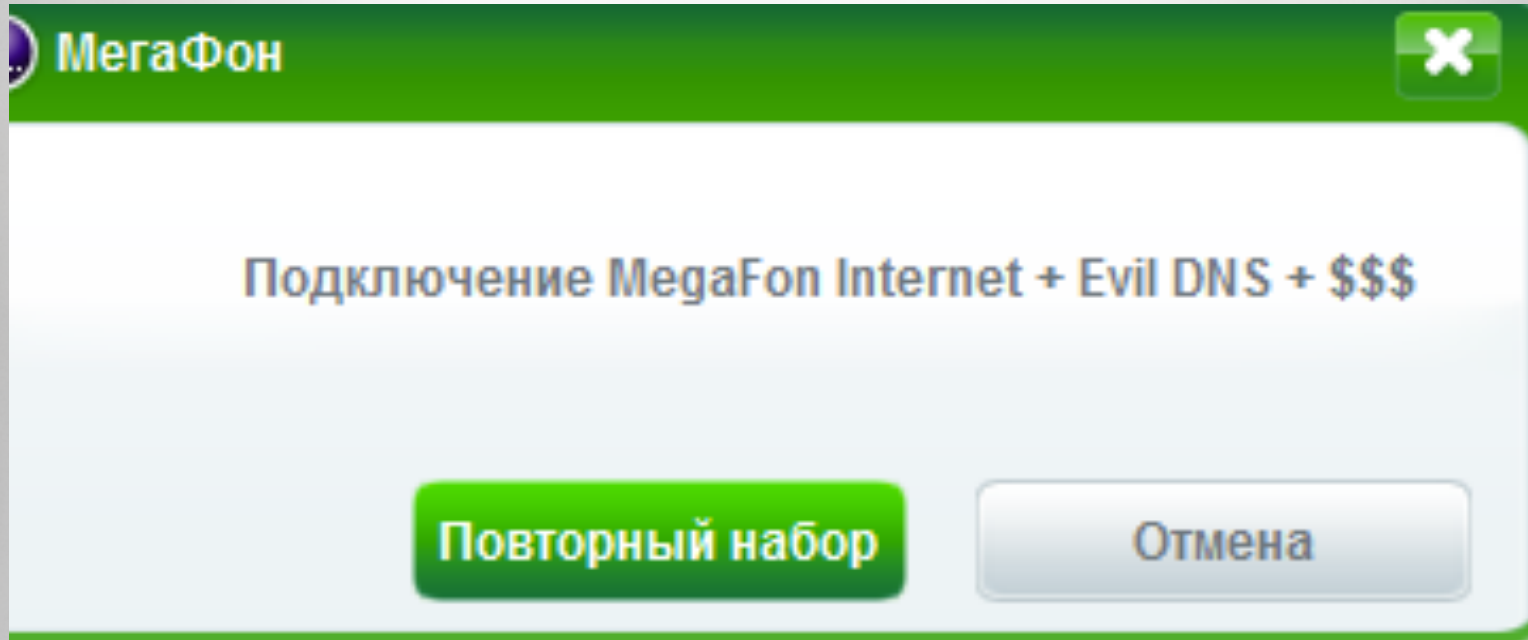 МегаФон
Подключение MegaFon Internet + Evil DNS + $$$
Повторный набор
Отмена